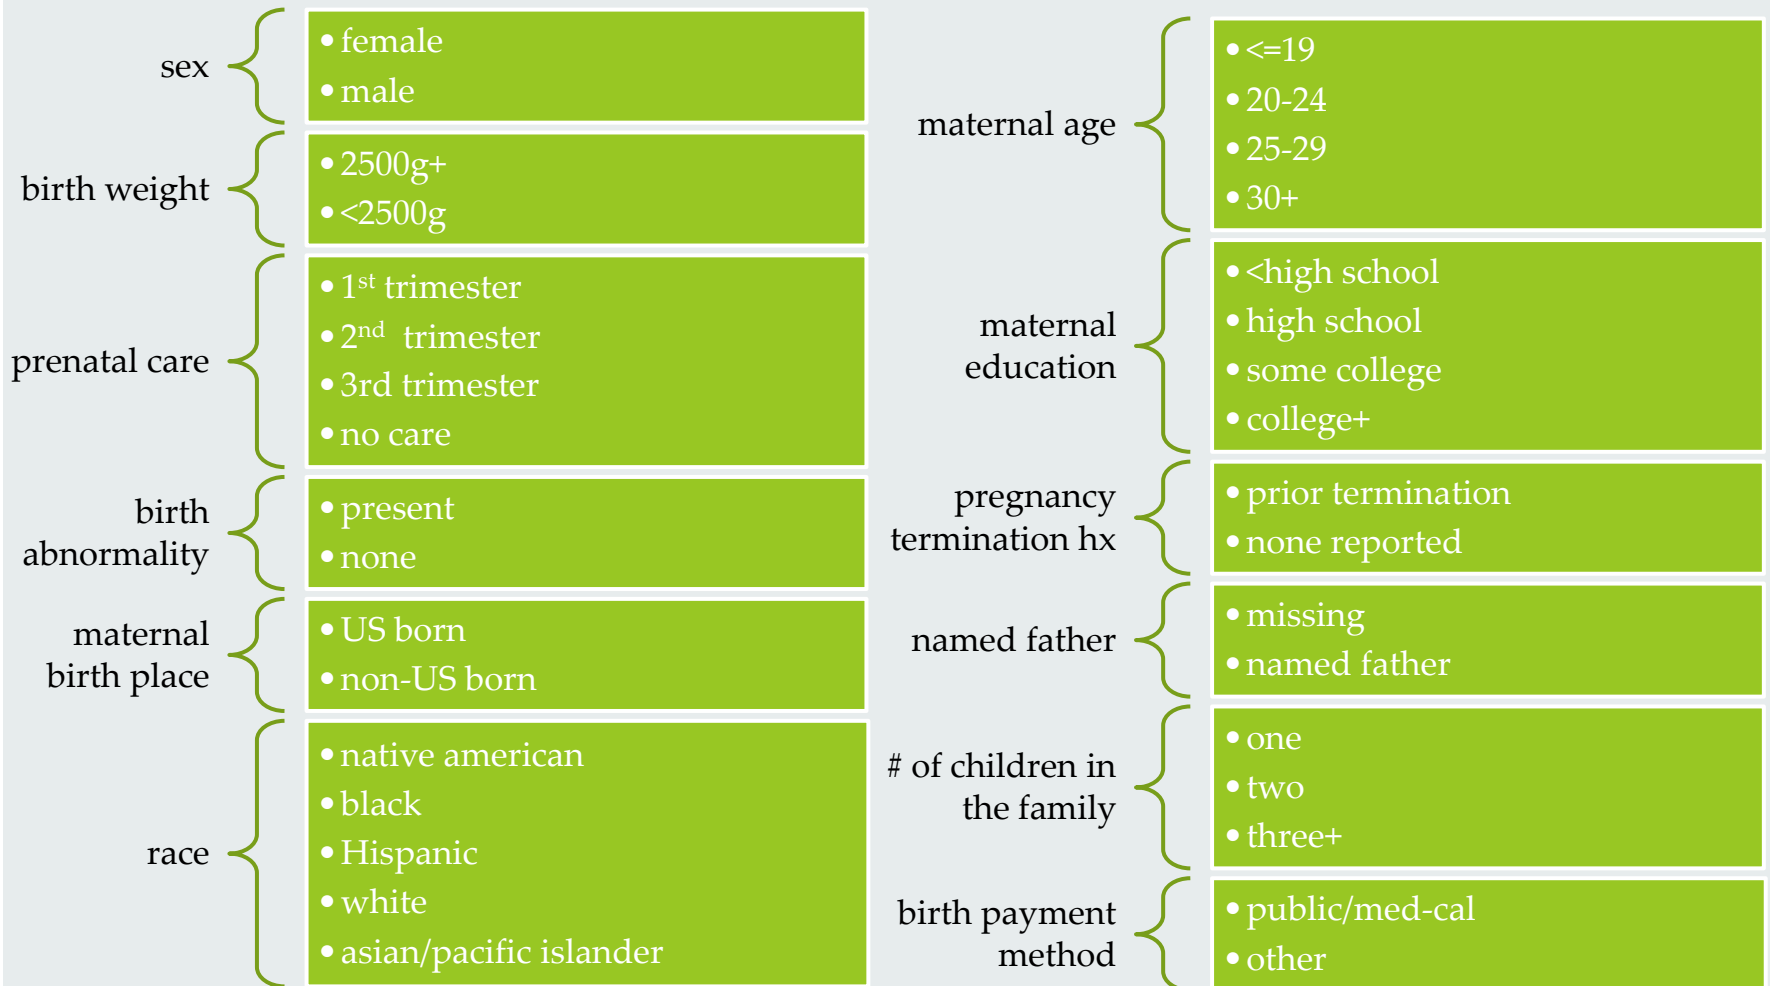 sex
• female
• male
birth weight
• 2500g+
• <2500g
prenatal care
• 1st trimester
• 2nd trimester
• 3rd trimester
• no care
birth
abnormality
• present
• none
maternal
birth place
• US born
• non-US born
race
• native american
• black
• Hispanic
• white
• asian/pacific islander
maternal age
• <=19
• 20-24
• 25-29
• 30+
maternal
education
• <high school
• high school
• some college
• college+
pregnancy
termination hx
• prior termination
• none reported
named father
• missing
• named father
# of children in
the family
• one
• two
• three+
birth payment
method
• public/med-cal
• other